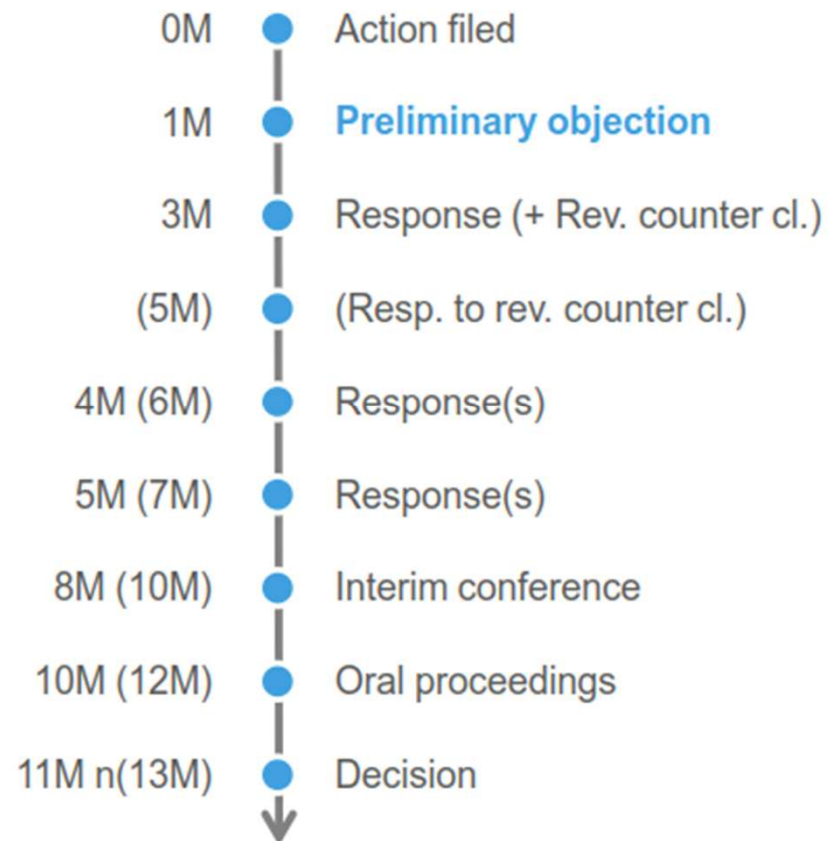 0M Action filed
1M Preliminary objection
3M Response (+ Rev. counter cl.)
(5M) (Resp. to rev. counter cl.)
4M (6M) Response(s)
5M (7M) Response(s)
8M (10M) Interim conference
10M (12M) Oral proceedings
11M n(13M) Decision